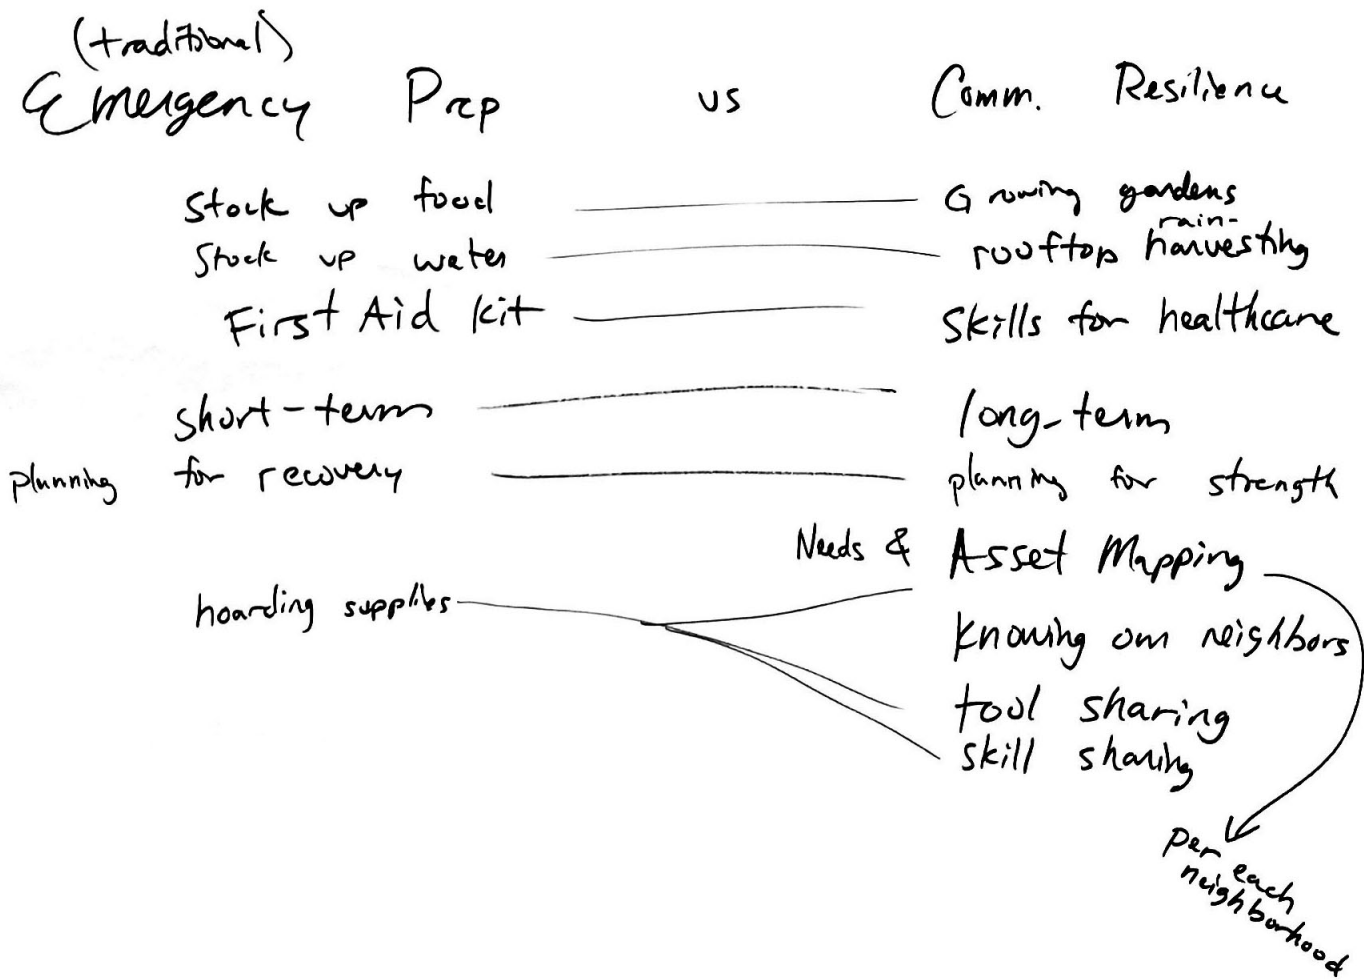 (traditional)
Emergency Prep vs Comm. Resilience
Stock up food Growing gardens
Stock up water rooftop rain-harvesting
First Aid Kit Skills for healthcare
short-term long-term
planning for recovery planning for strength
Needs & Asset Mapping
hoarding supplies
knowing our neighbors
tool sharing
skill sharing
per each
neighborhood